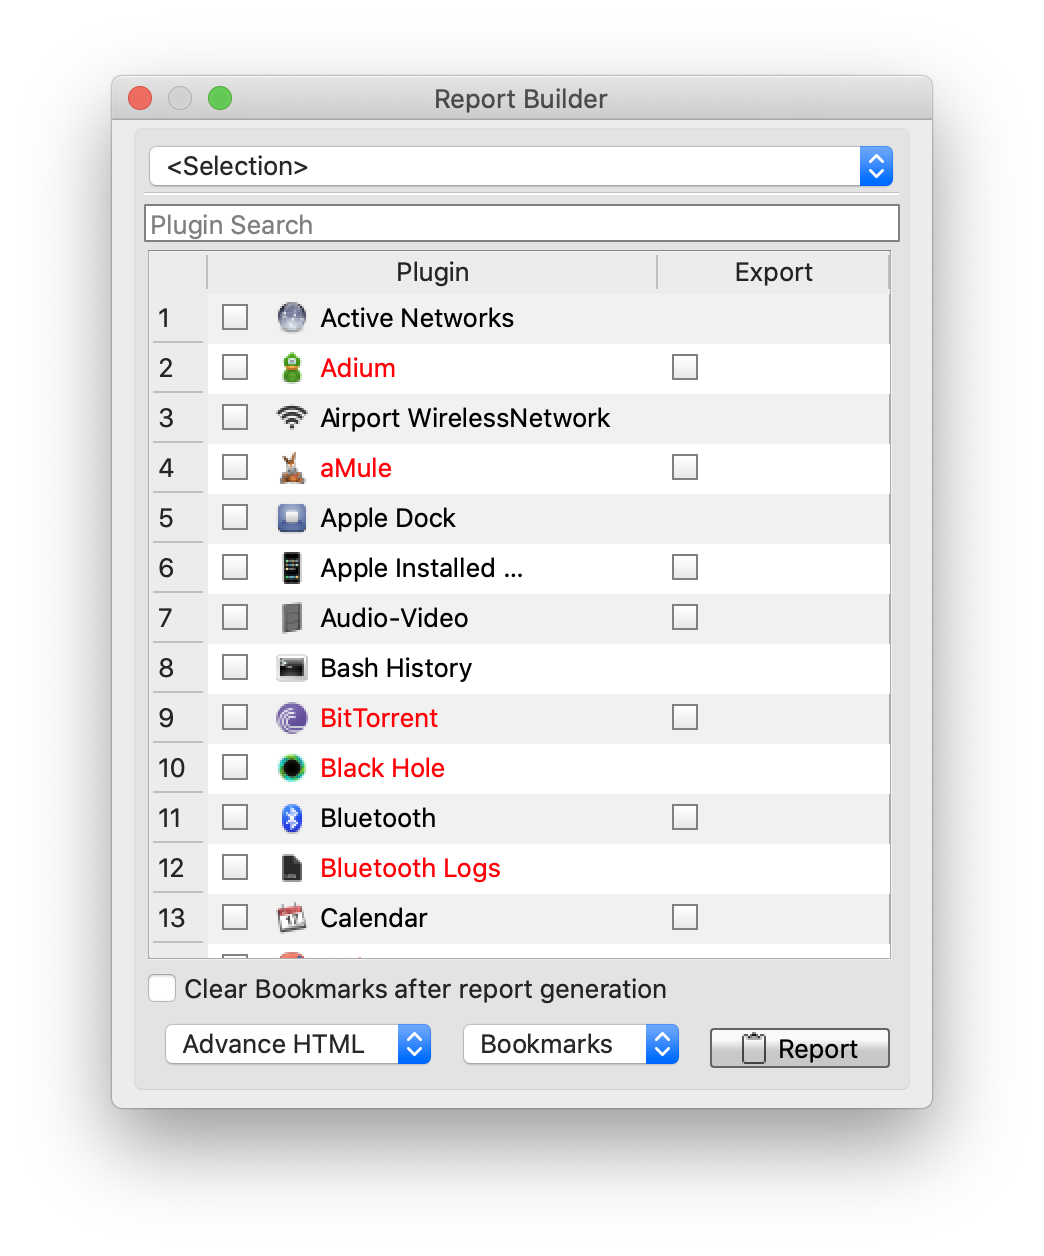 Report Builder
<Selection>
Plugin Search
Plugin Export
1 Active Networks
2 Adium
3 Airport WirelessNetwork
4 aMule
5 Apple Dock
6 Apple Installed ...
7 Audio-Video
8 Bash History
9 BitTorrent
10 Black Hole
11 Bluetooth
12 Bluetooth Logs
13 Calendar
Clear Bookmarks after report generation
Advance HTML Bookmarks Report